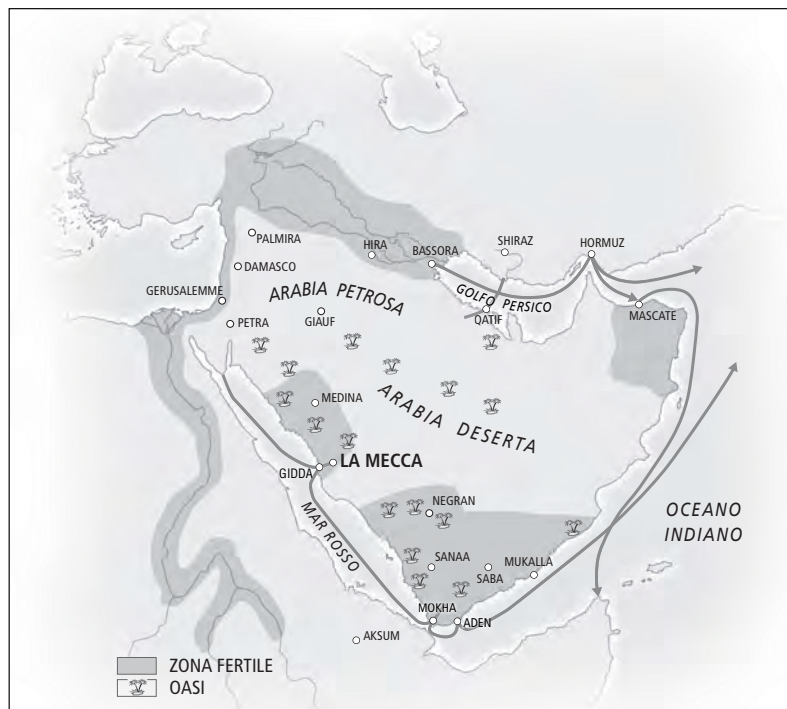 PALMIRA
HIRA
BASSORA
SHIRAZ
HORMUZ
DAMASCO
GERUSALEMME
ARABIA PETROSA
GOLFO PERSICO
PETRA
GIAUF
QATIF
MASCATE
MEDINA
ARABIA DESERTA
LA MECCA
GIDDA
MAR ROSSO
NEGRAN
OCEANO
INDIANO
SANAA
SABA
MUKALLA
MOKHA
ADEN
AKSUM
ZONA FERTILE
OASI